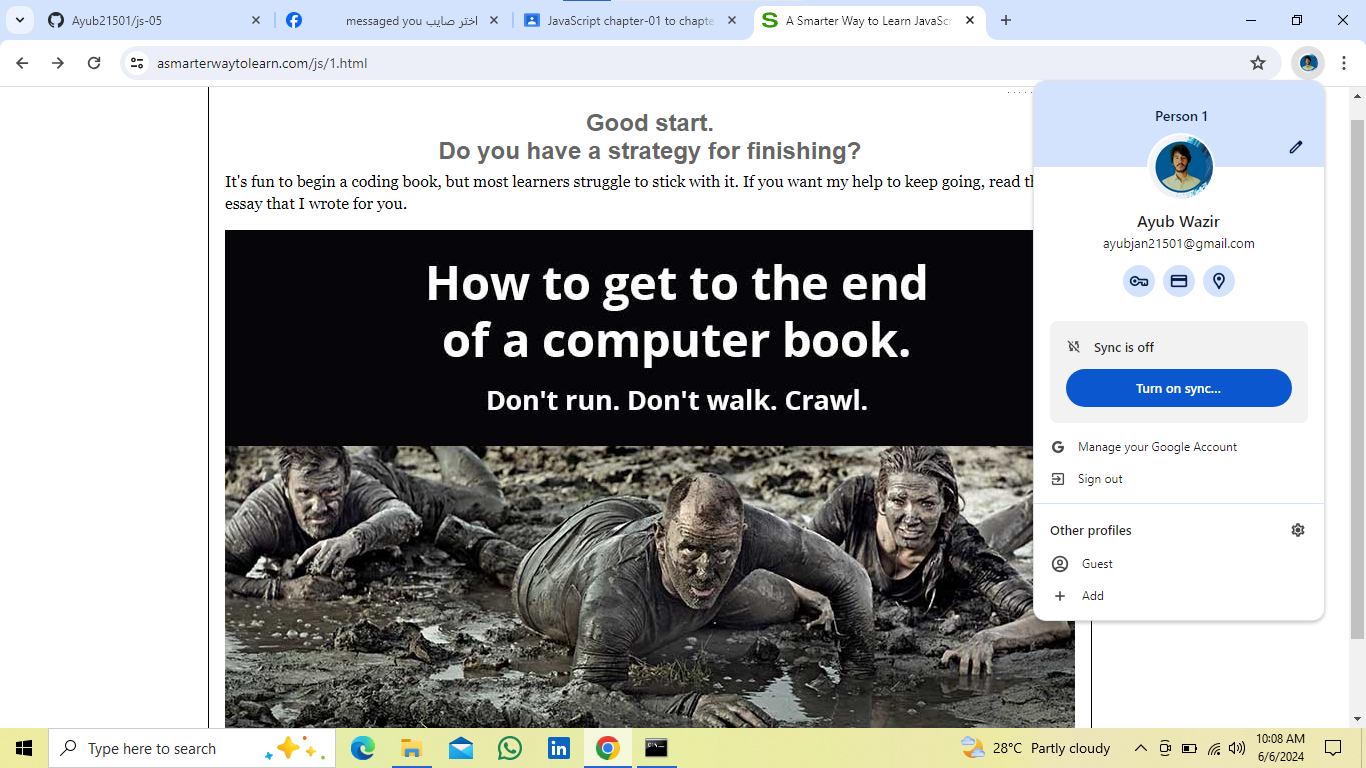 Ayub21501/js-05
messaged you اختر صایب
JavaScript chapter-01 to chapte
A Smarter Way to Learn JavaScr
asmarterwaytolearn.com/js/1.html
Good start.
Do you have a strategy for finishing?
It's fun to begin a coding book, but most learners struggle to stick with it. If you want my help to keep going, read th
essay that I wrote for you.
How to get to the end
of a computer book.
Don't run. Don't walk. Crawl.
Person 1
Ayub Wazir
ayubjan21501@gmail.com
Sync is off
Turn on sync...
Manage your Google Account
Sign out
Other profiles
Guest
Add
Type here to search
28°C Partly cloudy
10:08 AM
6/6/2024